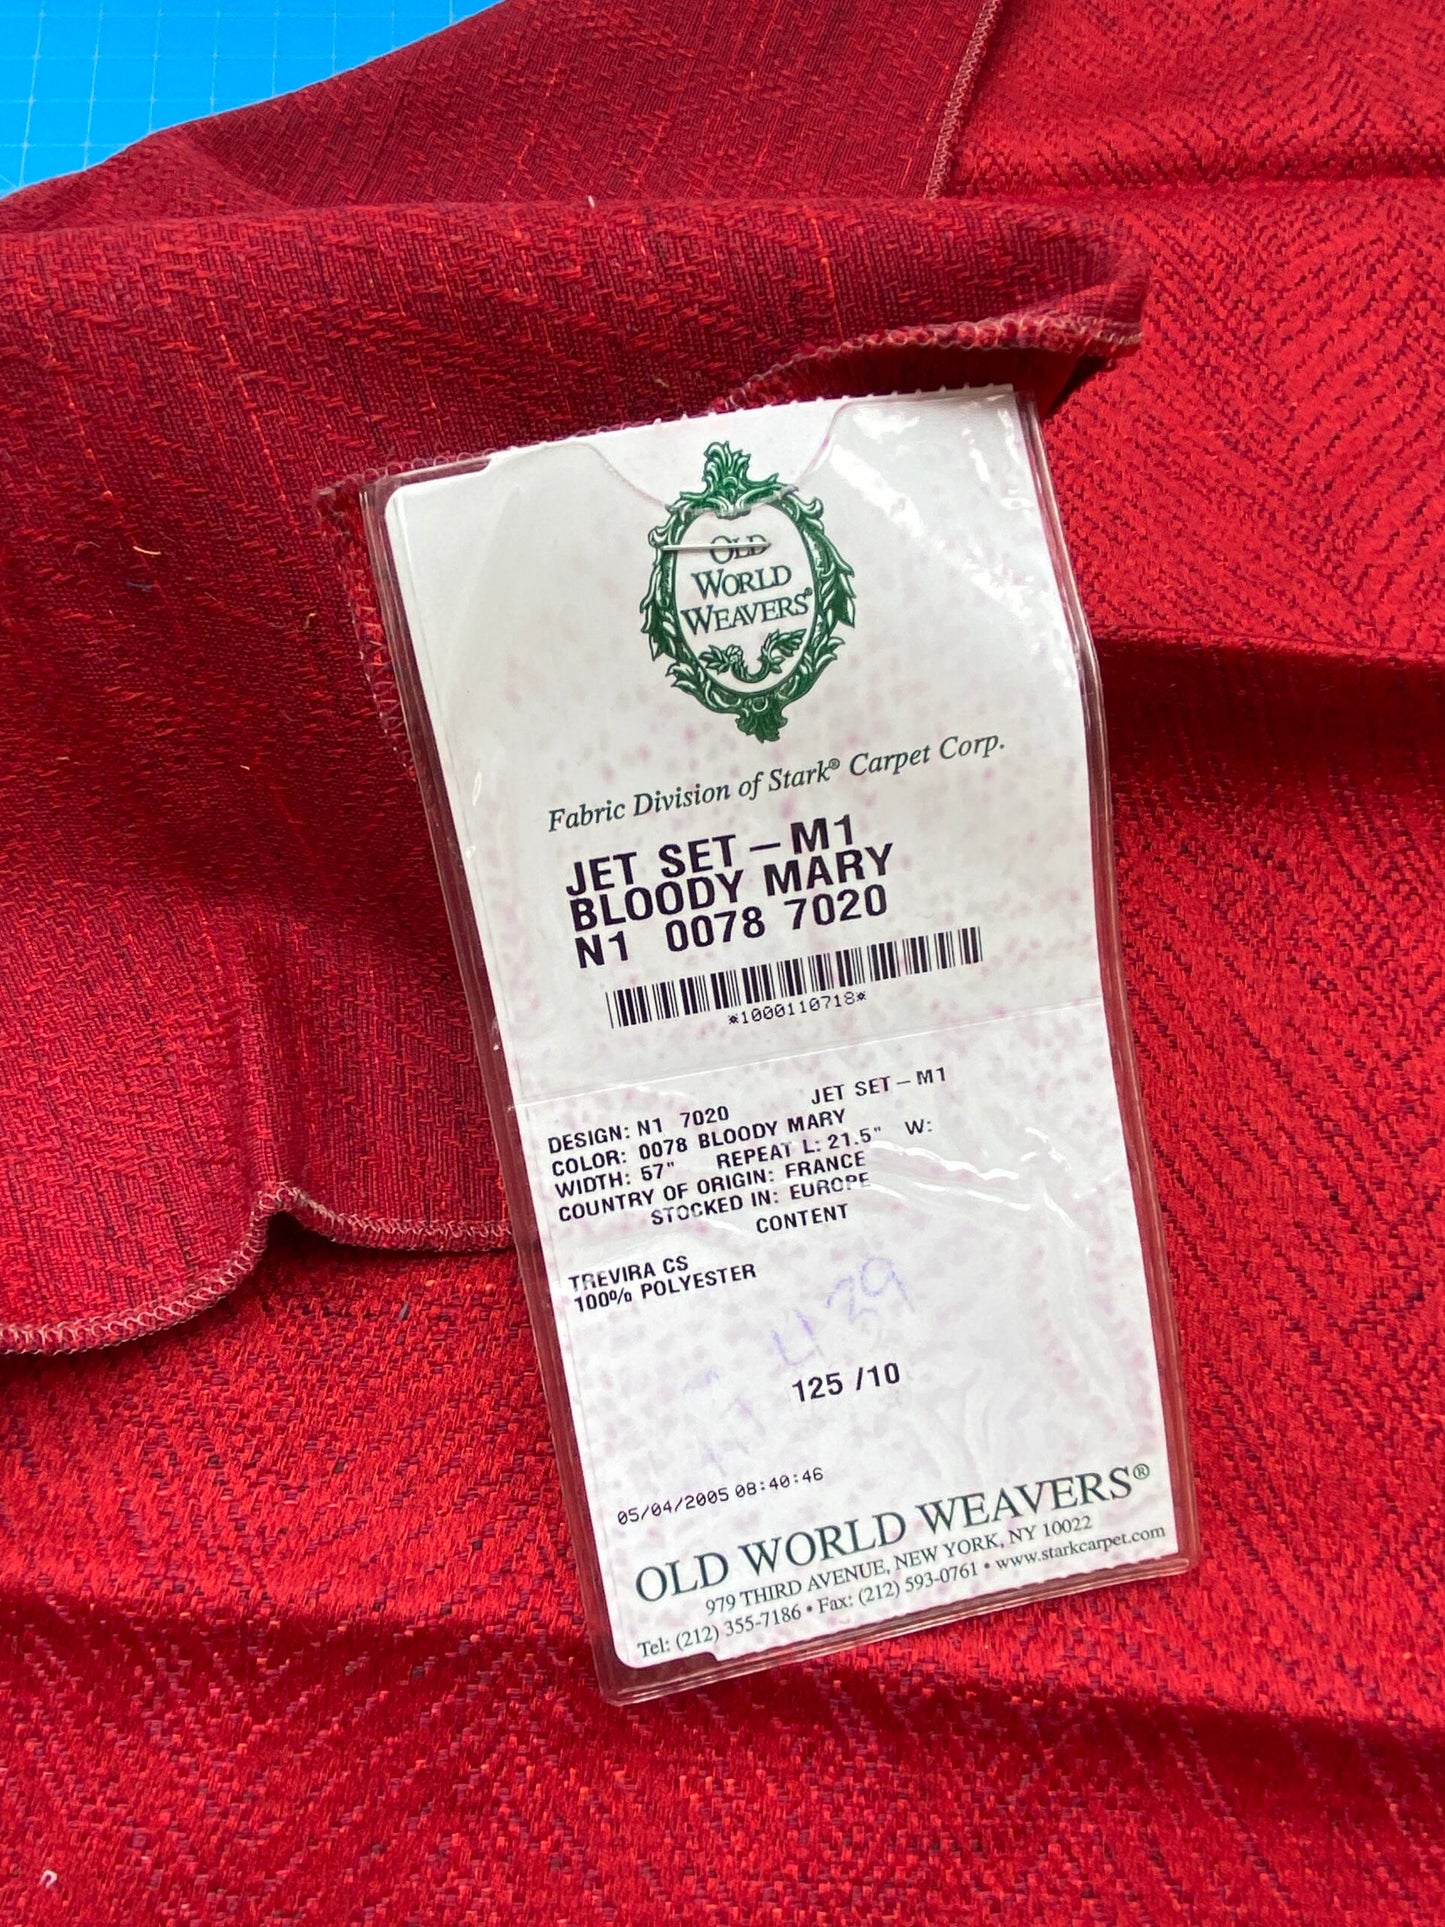 OLD
WORLD
WEAVERS®
Fabric Division of Stark® Carpet Corp.
JET SET – M1
BLOODY MARY
N1 0078 7020
*1000110718*
DESIGN: N1 7020 JET SET – M1
COLOR: 0078 BLOODY MARY
WIDTH: 57" REPEAT L: 21.5" W:
COUNTRY OF ORIGIN: FRANCE
STOCKED IN: EUROPE
CONTENT
TREVIRA CS
100% POLYESTER
439
125 /10
05/04/2005 08:40:46
OLD WORLD WEAVERS®
979 THIRD AVENUE, NEW YORK, NY 10022
Tel: (212) 355-7186 • Fax: (212) 593-0761 • www.starkcarpet.com